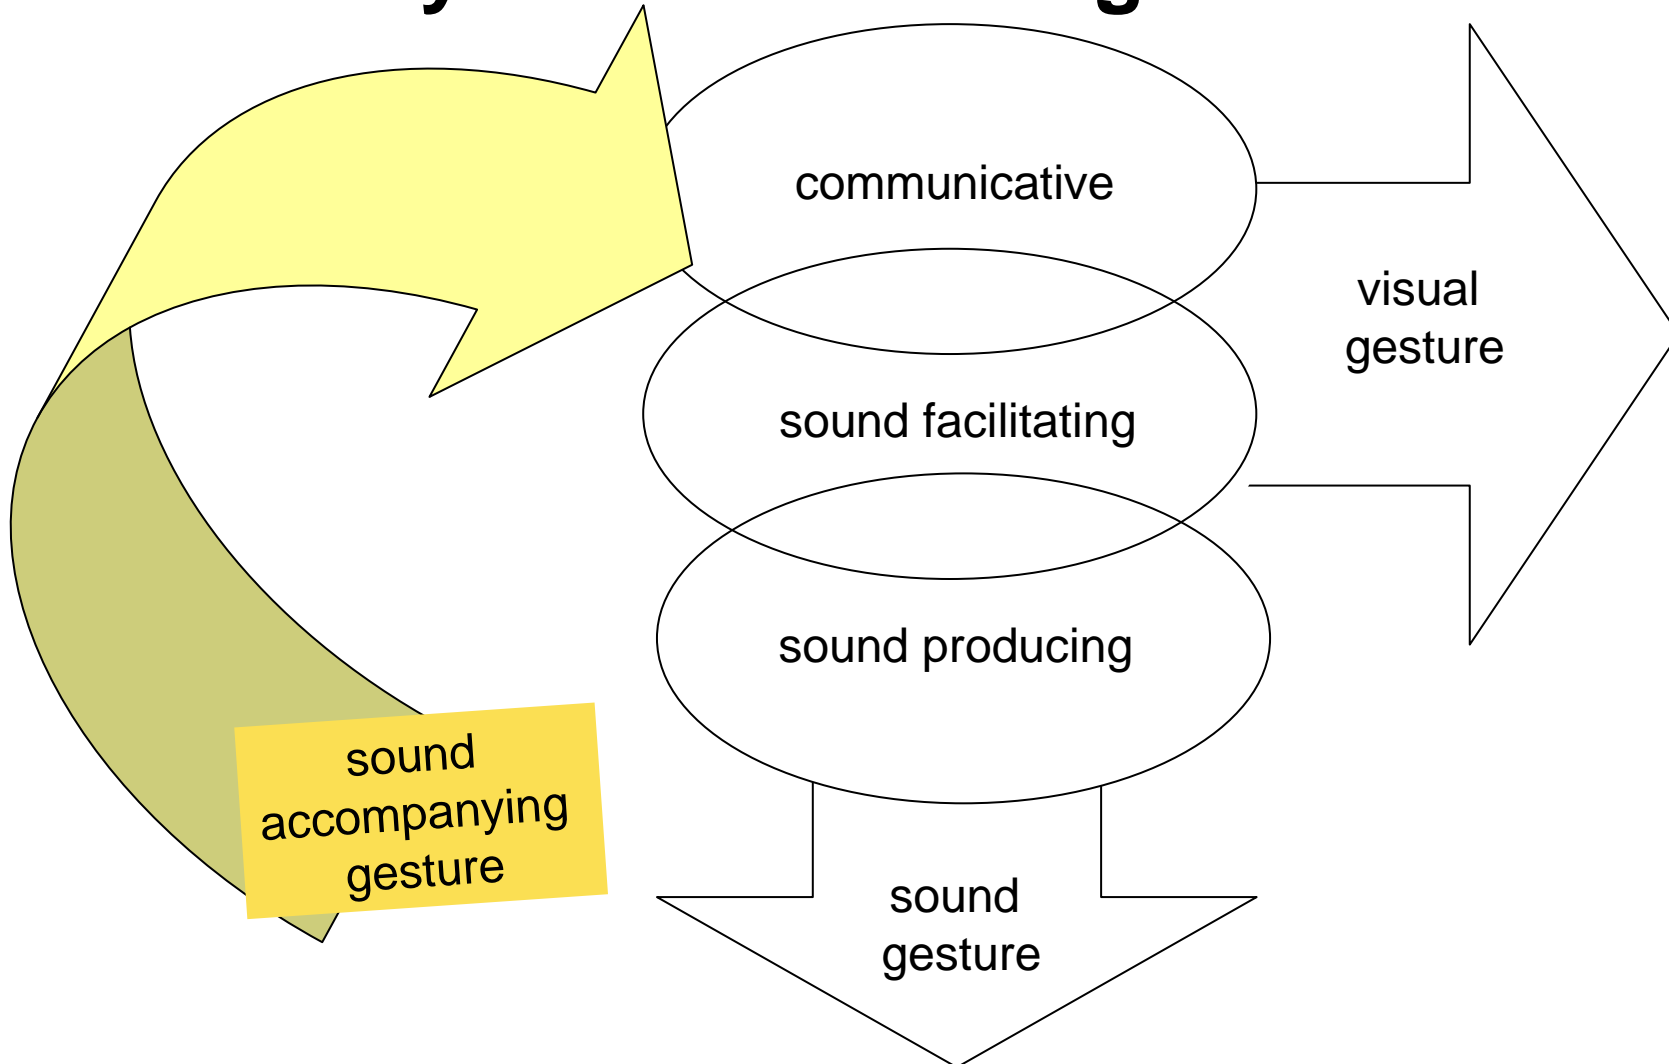 communicative
visual
gesture
sound facilitating
sound producing
sound
accompanying
gesture
sound
gesture